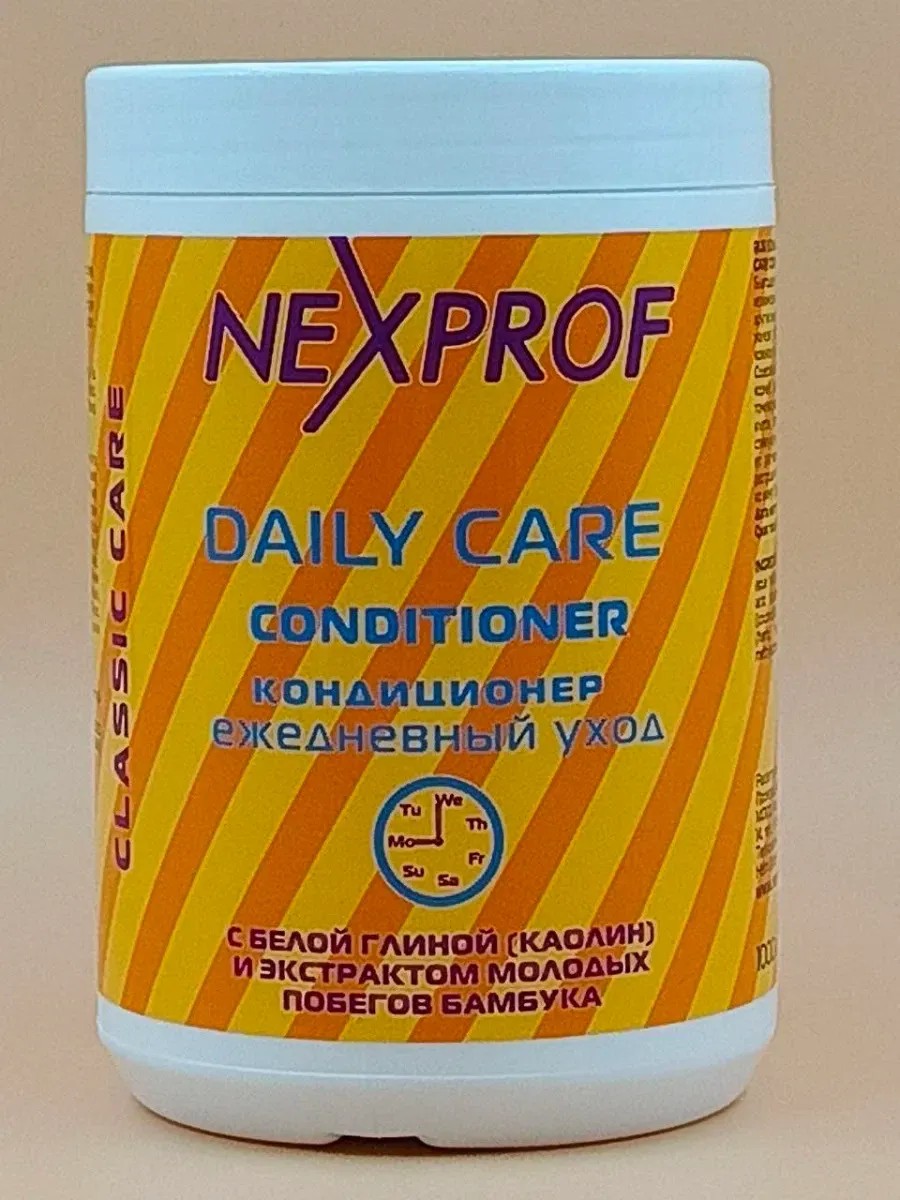 NEXPROF
CLASSIC CARE
DAILY CARE
CONDITIONER
КОНДИЦИОНЕР
ежедневный уход
We
Tu
Th
Mo
Fr
Su
Sa
С БЕЛОЙ ГЛИНОЙ (КАОЛИН)
И ЭКСТРАКТОМ МОЛОДЫХ
ПОБЕГОВ БАМБУКА